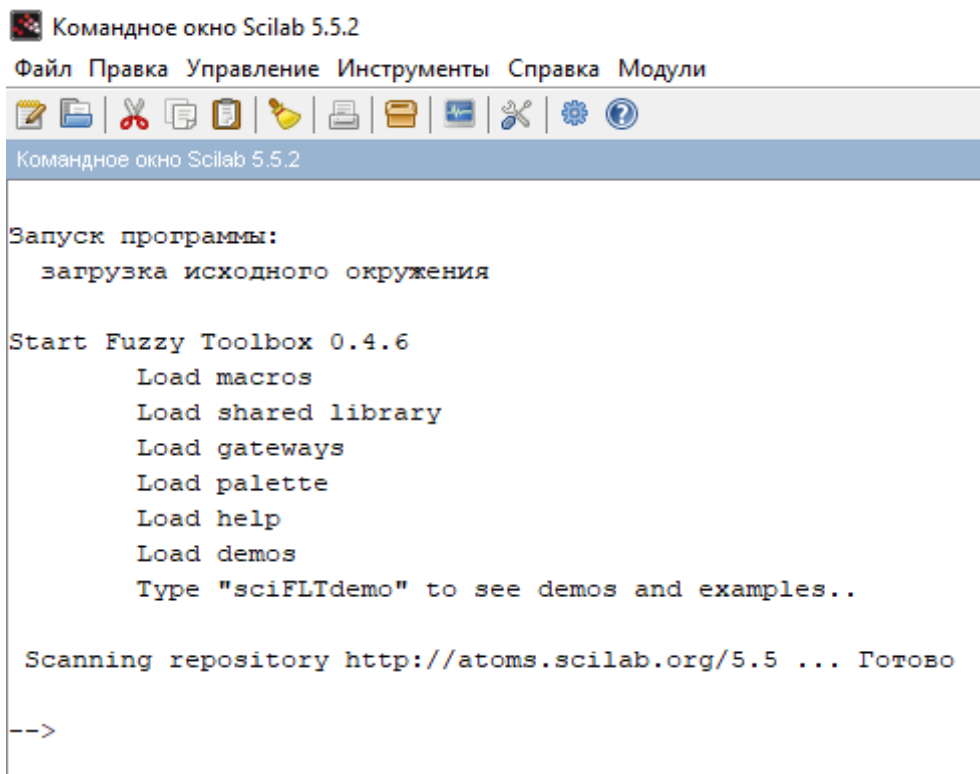 Командное окно Scilab 5.5.2
Файл Правка Управление Инструменты Справка Модули
Командное окно Scilab 5.5.2
Запуск программы:
загрузка исходного окружения
Start Fuzzy Toolbox 0.4.6
Load macros
Load shared library
Load gateways
Load palette
Load help
Load demos
Type "sciFLTdemo" to see demos and examples..
Scanning repository http://atoms.scilab.org/5.5 ... Готово
-->